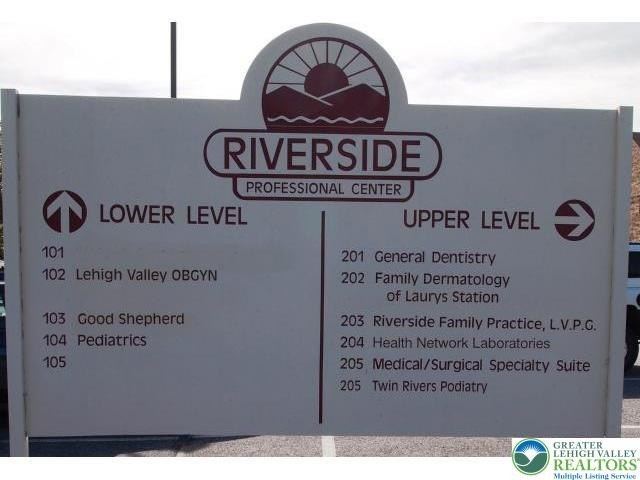 RIVERSIDE
PROFESSIONAL CENTER
LOWER LEVEL
101
102 Lehigh Valley OBGYN
103 Good Shepherd
104 Pediatrics
105
UPPER LEVEL
201 General Dentistry
202 Family Dermatology
of Laurys Station
203 Riverside Family Practice, L.V.P.G.
204 Health Network Laboratories
205 Medical/Surgical Specialty Suite
205 Twin Rivers Podiatry
GREATER
LEHIGH VALLEY
REALTORS®
Multiple Listing Service